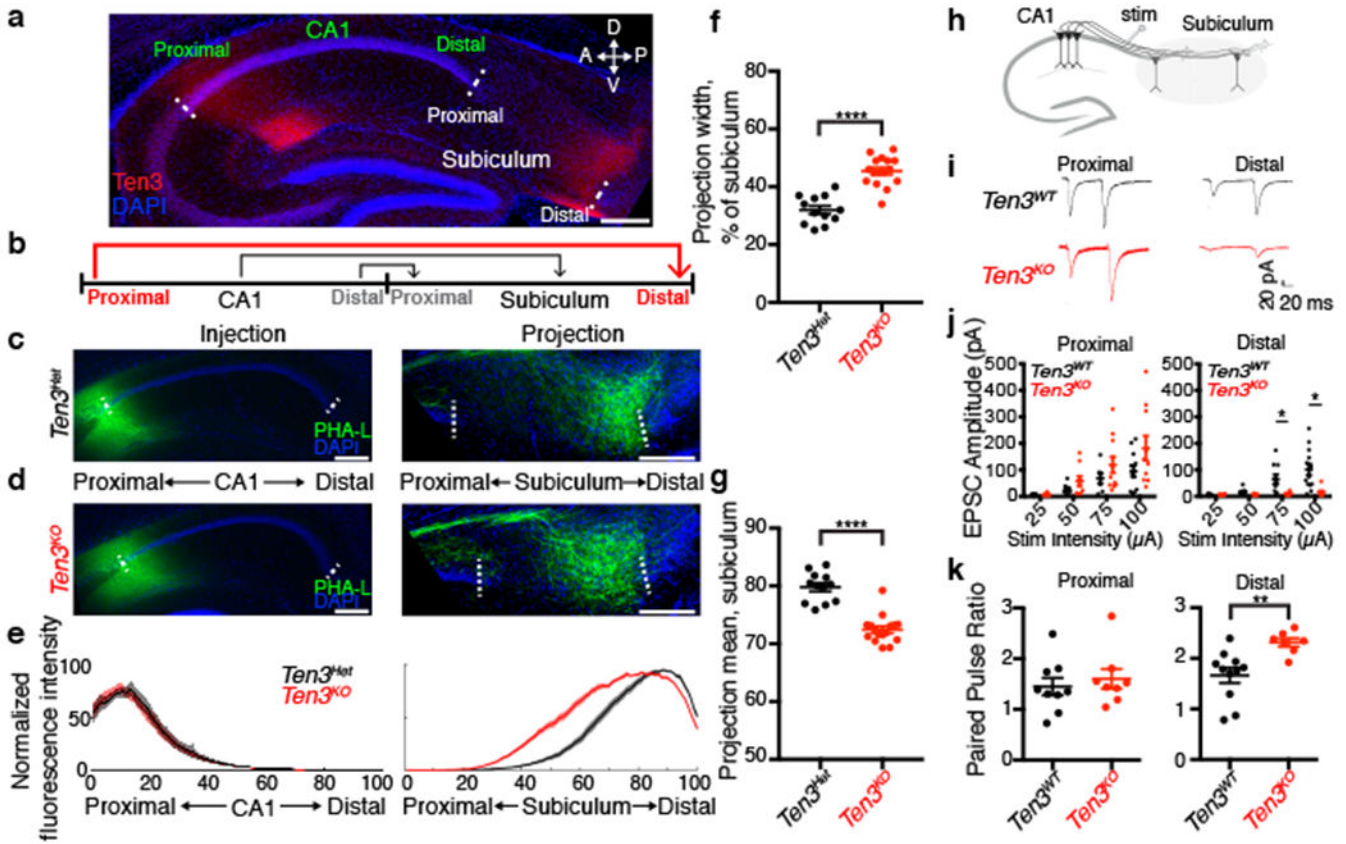 a
Proximal
CA1
Distal
D
A P
V
Proximal
Subiculum
Ten3
DAPI
Distal
b
Proximal CA1 Distal Proximal Subiculum Distal
Injection Projection
c
Ten3Het
PHA-L
DAPI
Proximal CA1 Distal Proximal Subiculum Distal
d
Ten3KO
PHA-L
DAPI
e
Normalized
fluorescence intensity
100
50
0
Ten3Het
Ten3KO
0 20 40 60 80 100
Proximal CA1 Distal
0 20 40 60 80 100
Proximal Subiculum Distal
f
Projection width,
% of subiculum
80
60
40
20
0
****
Ten3Het Ten3KO
g
Projection mean, subiculum
90
80
70
60
50
****
Ten3Het Ten3KO
h
CA1 stim Subiculum
i
Proximal Distal
Ten3WT
Ten3KO
20 pA
20 ms
j
EPSC Amplitude (pA)
Proximal
Ten3WT
Ten3KO
500
400
300
200
100
0
25 50 75 100
Stim Intensity (µA)
Distal
Ten3WT
Ten3KO
500
400
300
200
100
0
* *
25 50 75 100
Stim Intensity (µA)
k
Paired Pulse Ratio
Proximal
3
2
1
0
Ten3WT Ten3KO
Distal
3
2
1
0
**
Ten3WT Ten3KO